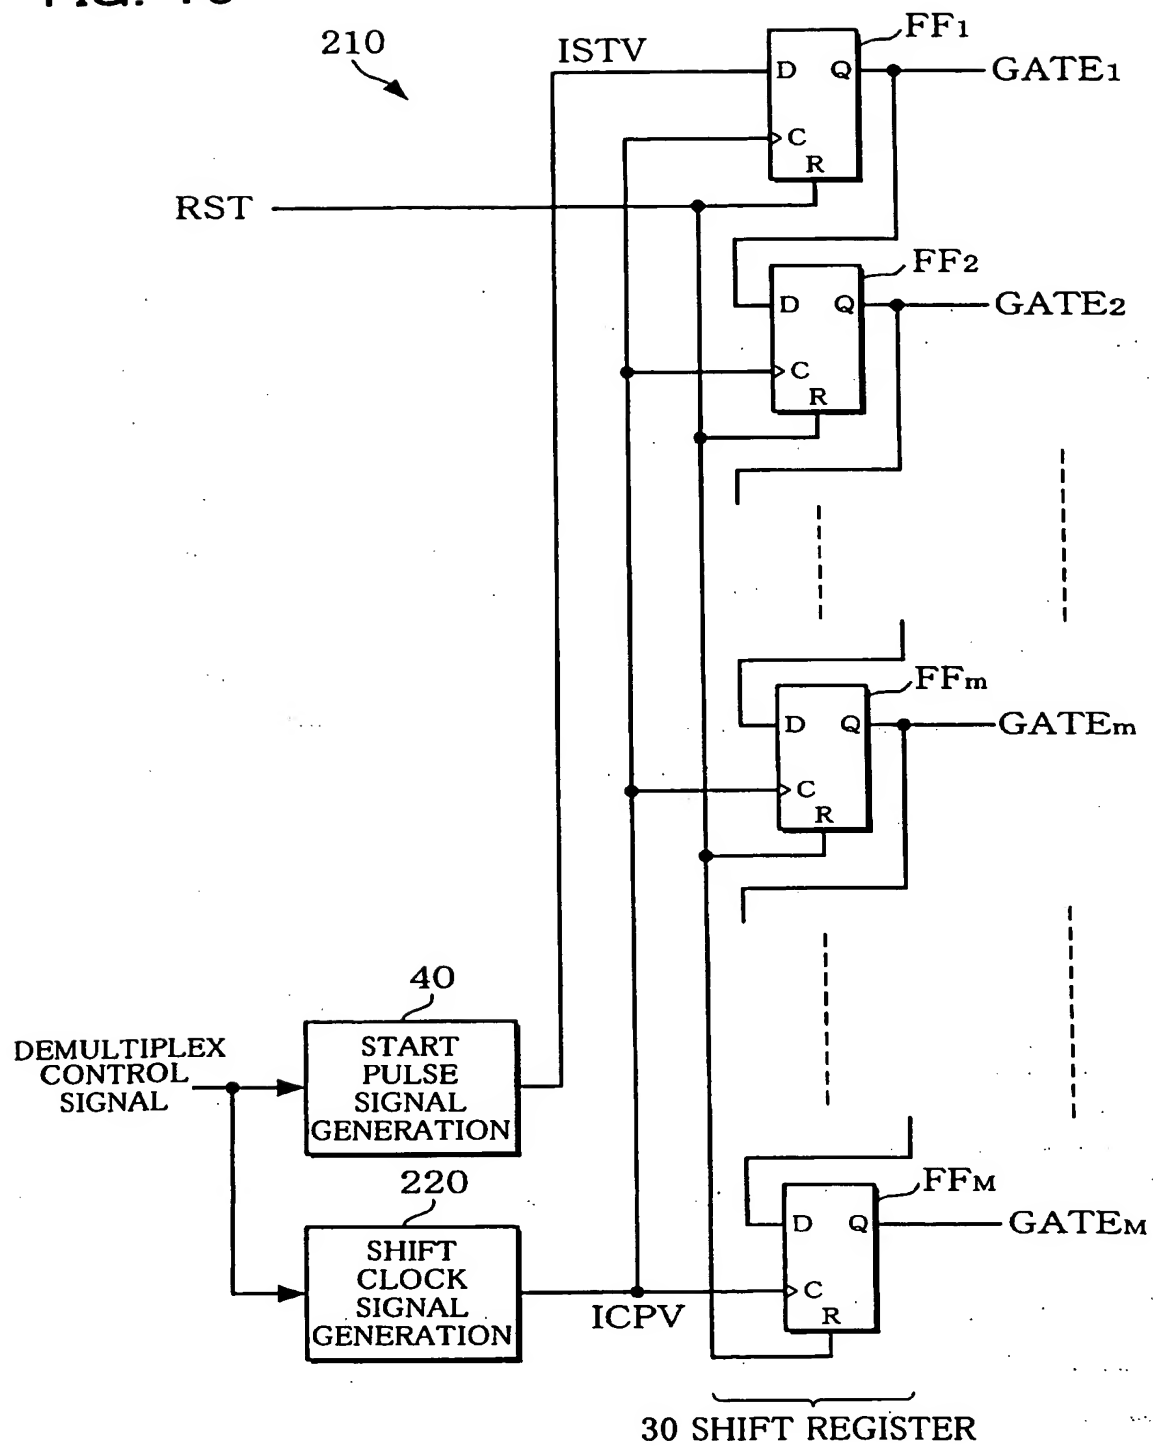 210
ISTV
FF1
D
Q
GATE1
C
R
RST
FF2
D
Q
GATE2
C
R
FFm
D
Q
GATEm
C
R
40
DEMULTIPLEX
CONTROL
SIGNAL
START
PULSE
SIGNAL
GENERATION
220
SHIFT
CLOCK
SIGNAL
GENERATION
ICPV
FFM
D
Q
GATEM
C
R
30 SHIFT REGISTER